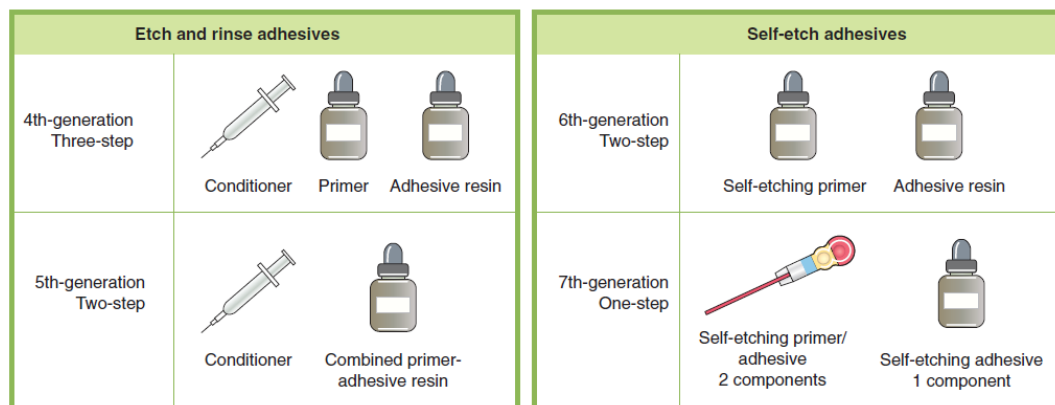 Etch and rinse adhesives
4th-generation
Three-step
Conditioner
Primer
Adhesive resin
5th-generation
Two-step
Conditioner
Combined primer-
adhesive resin
Self-etch adhesives
6th-generation
Two-step
Self-etching primer
Adhesive resin
7th-generation
One-step
Self-etching primer/
adhesive
2 components
Self-etching adhesive
1 component